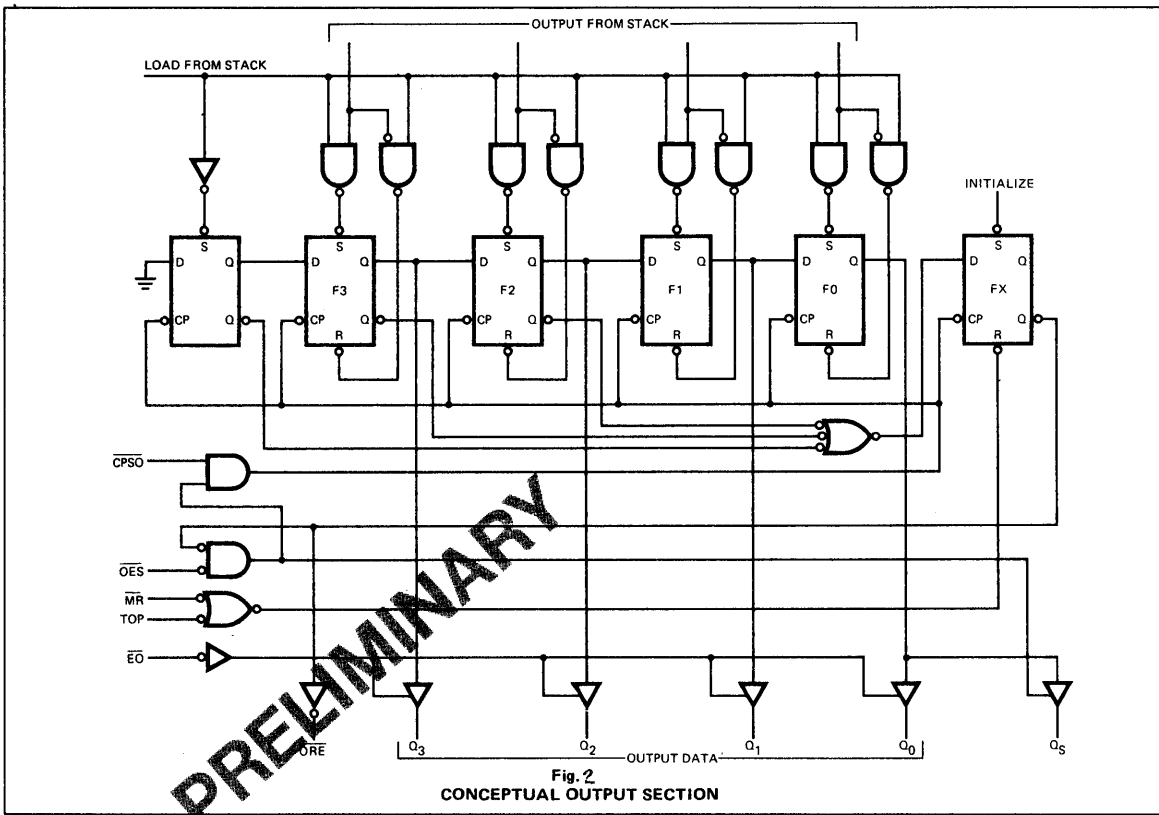 OUTPUT FROM STACK
LOAD FROM STACK
INITIALIZE
S
S
S
S
S
S
D
Q
D
Q
D
Q
D
Q
D
Q
D
Q
F3
F2
F1
F0
FX
CP
Q
CP
Q
CP
Q
CP
CP
CP
Q
R
R
R
R
R
CPSO
OES
MR
TOP
EO
PRELIMINARY
ORE
Q3
Q2
Q1
Q0
QS
OUTPUT DATA
Fig. 2
CONCEPTUAL OUTPUT SECTION